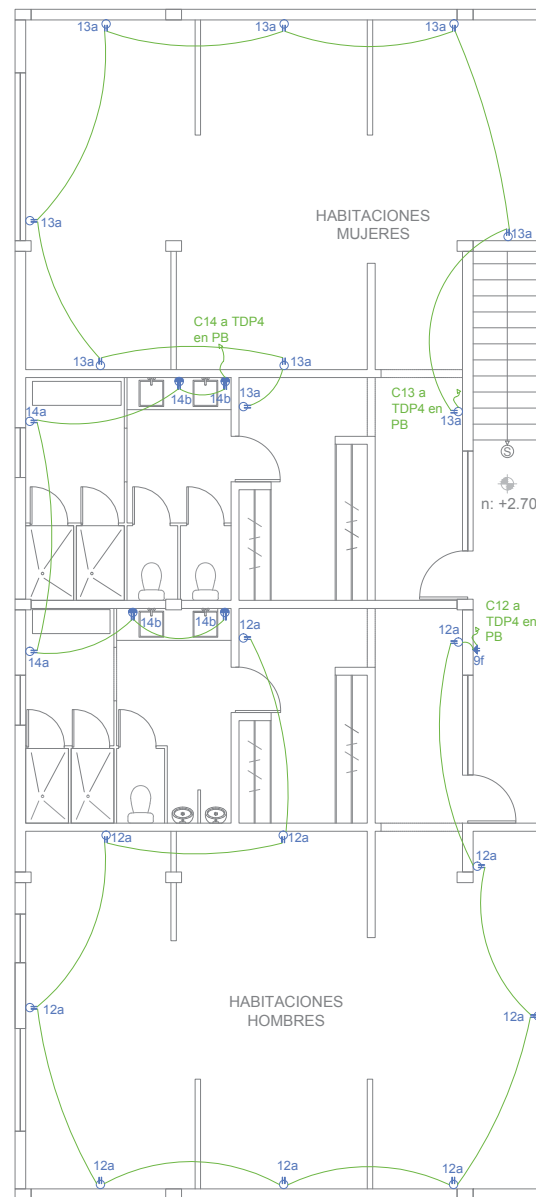 13a
13a
13a
HABITACIONES
MUJERES
13a
13a
C14 a TDP4
en PB
13a
13a
C13 a
TDP4 en
PB
14b
14b
13a
14a
13a
S
n: +2.70
C12 a
TDP4 en
PB
14b
14b
12a
12a
14a
9f
12a
12a
12a
HABITACIONES
HOMBRES
12a
12a
12a
12a
12a